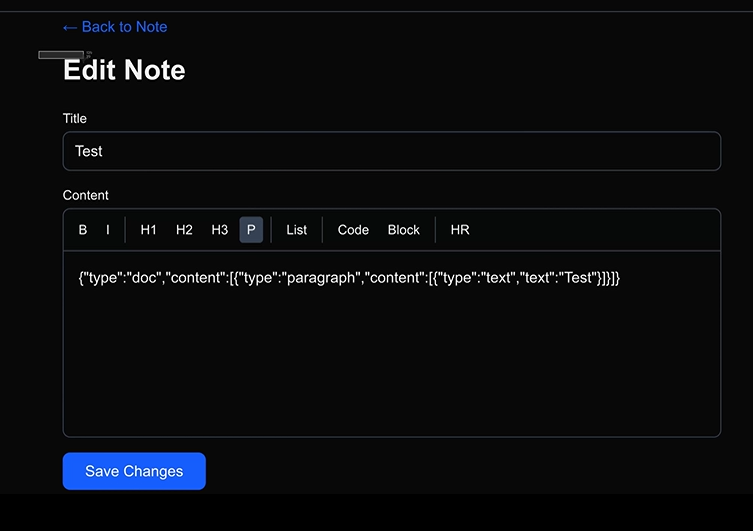 ← Back to Note
Edit Note
Title
Test
Content
B I H1 H2 H3 P List Code Block HR
{"type":"doc","content":[{"type":"paragraph","content":[{"type":"text","text":"Test"}]}]}
Save Changes